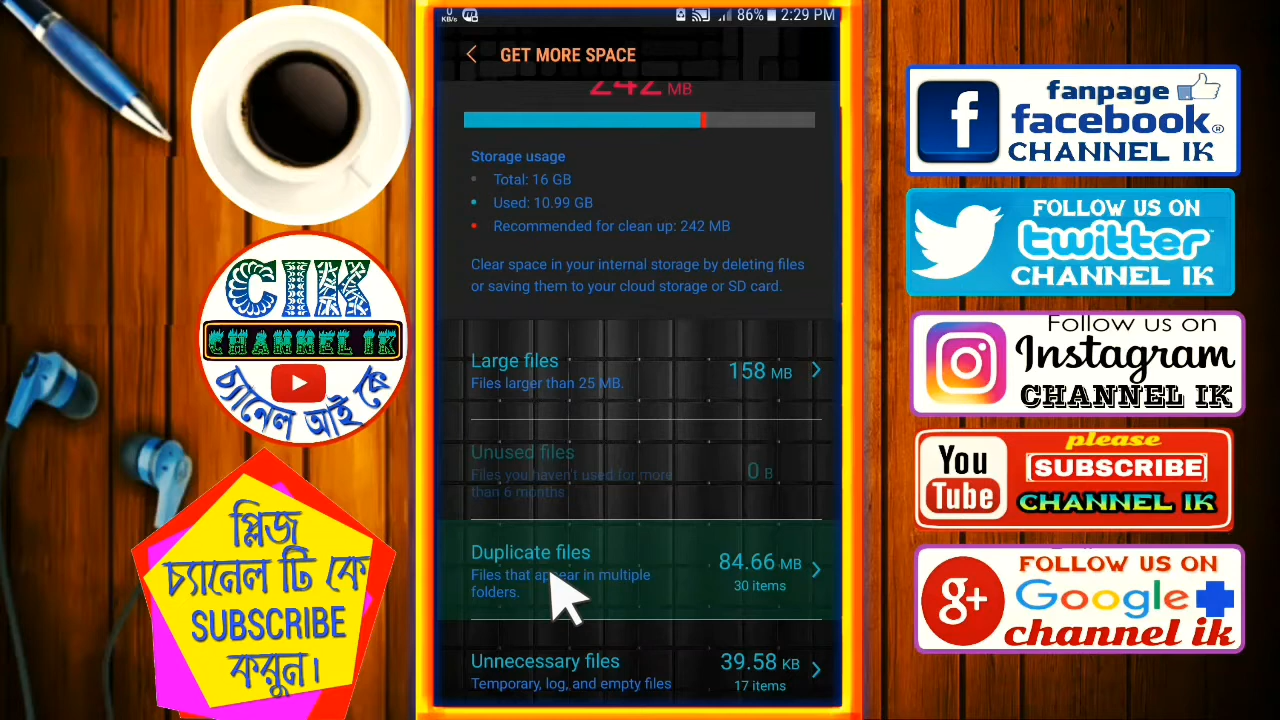 0
KB/s
86%
2:29 PM
GET MORE SPACE
242 MB
Storage usage
Total: 16 GB
Used: 10.99 GB
Recommended for clean up: 242 MB
Clear space in your internal storage by deleting files
or saving them to your cloud storage or SD card.
Large files
158 MB
Files larger than 25 MB.
Unused files
0 B
Files you haven't used for more
than 6 months
Duplicate files
84.66 MB
Files that appear in multiple
30 items
folders.
Unnecessary files
39.58 KB
Temporary, log, and empty files
17 items
CIK
CHANNEL IK
চ্যানেল আই কে
প্লিজ
চ্যানেল টি কে
SUBSCRIBE
করুন।
fanpage
facebook®
CHANNEL IK
FOLLOW US ON
twitter™
CHANNEL IK
Follow us on
Instagram
CHANNEL IK
You
Tube
please
SUBSCRIBE
CHANNEL IK
g+
FOLLOW US ON
Google
channel ik